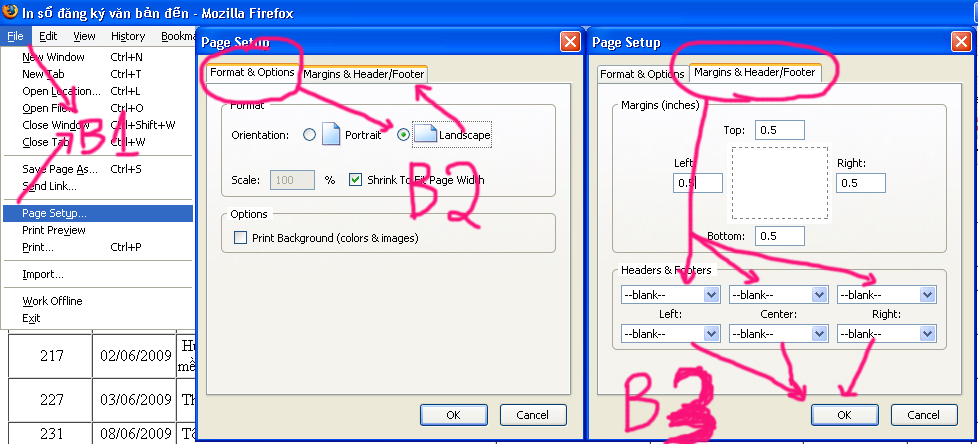 In sổ đăng ký văn bản đến - Mozilla Firefox
File Edit View History Bookma
New Window Ctrl+N
New Tab Ctrl+T
Open Location... Ctrl+L
Open File... Ctrl+O
Close Window Ctrl+Shift+W
Close Tab Ctrl+W
Save Page As... Ctrl+S
Send Link...
Page Setup...
Print Preview
Print... Ctrl+P
Import...
Work Offline
Exit
B1
217 02/06/2009
227 03/06/2009
231 08/06/2009
Page Setup
Format & Options Margins & Header/Footer
Format
Orientation: Portrait Landscape
Scale: 100 % Shrink To Fit Page Width
B2
Options
Print Background (colors & images)
OK Cancel
Page Setup
Format & Options Margins & Header/Footer
Margins (inches)
Top: 0.5
Left: Right:
0.5 0.5
Bottom: 0.5
Headers & Footers
--blank-- --blank-- --blank--
Left: Center: Right:
--blank-- --blank-- --blank--
B3
OK Cancel